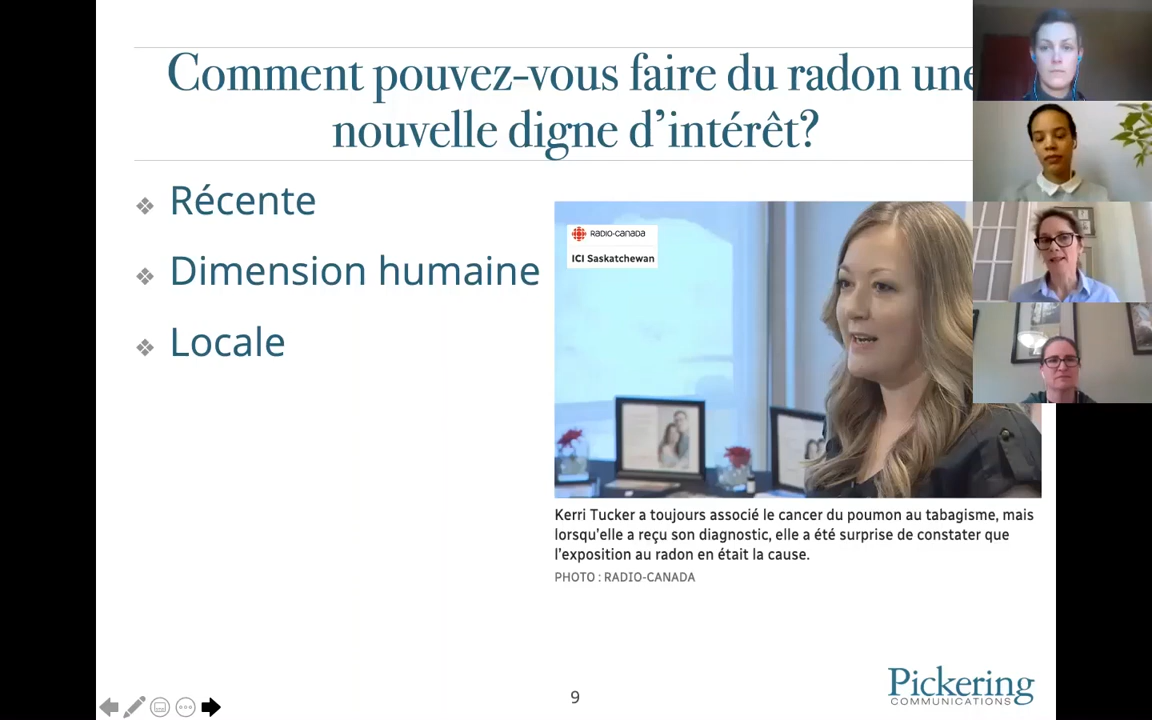 Comment pouvez-vous faire du radon une
nouvelle digne d’intérêt?
Récente
Dimension humaine
Locale
RADIO-CANADA
ICI Saskatchewan
Kerri Tucker a toujours associé le cancer du poumon au tabagisme, mais
lorsqu'elle a reçu son diagnostic, elle a été surprise de constater que
l'exposition au radon en était la cause.
PHOTO : RADIO-CANADA
9
Pickering
COMMUNICATIONS